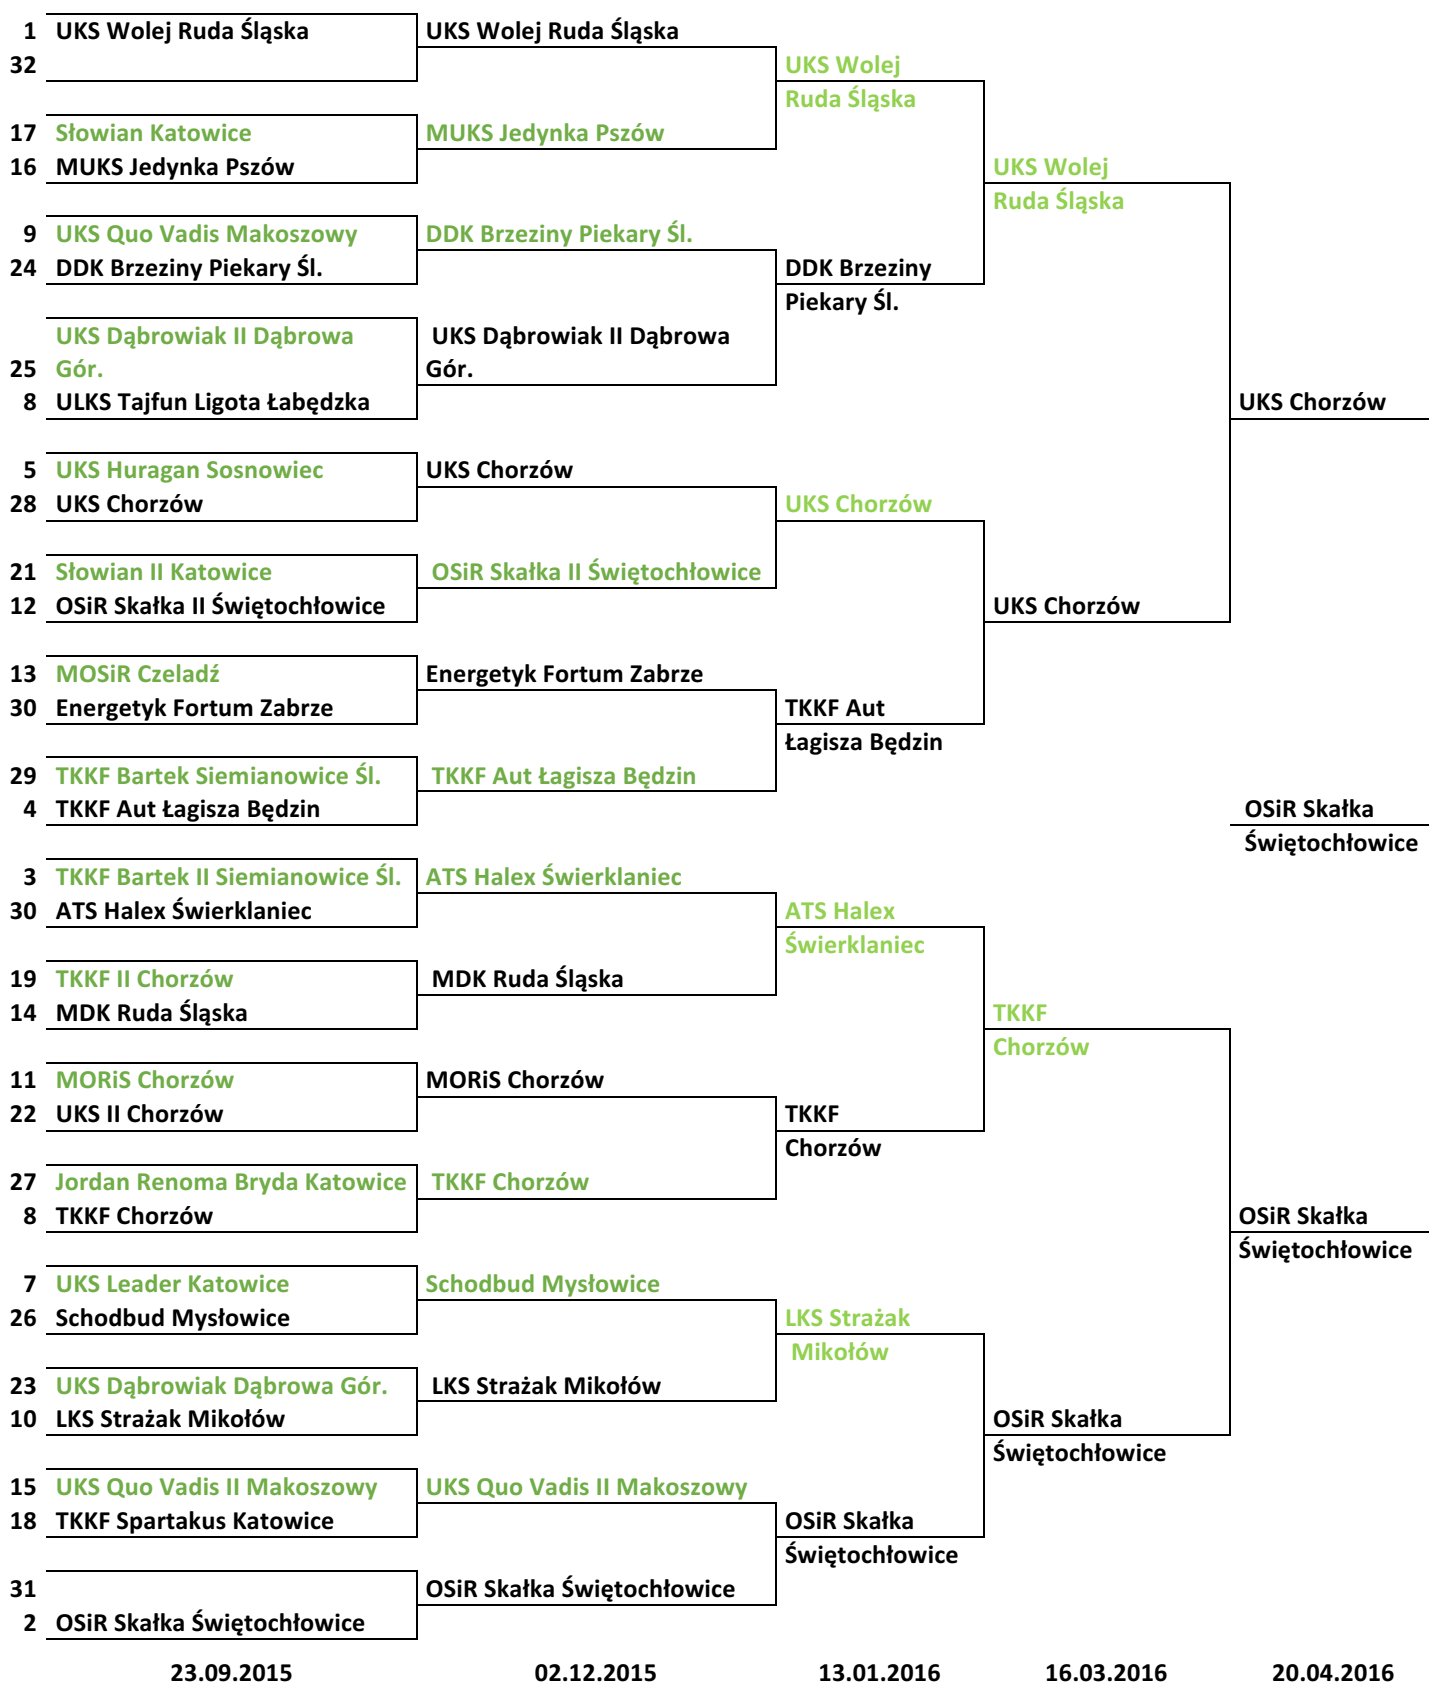 1 UKS Wolej Ruda Śląska UKS Wolej Ruda Śląska
32 UKS Wolej
Ruda Śląska
17 Słowian Katowice MUKS Jedynka Pszów
16 MUKS Jedynka Pszów UKS Wolej
Ruda Śląska
9 UKS Quo Vadis Makoszowy DDK Brzeziny Piekary Śl.
24 DDK Brzeziny Piekary Śl. DDK Brzeziny
Piekary Śl.
UKS Dąbrowiak II Dąbrowa UKS Dąbrowiak II Dąbrowa
25 Gór. Gór.
8 ULKS Tajfun Ligota Łabędzka UKS Chorzów
5 UKS Huragan Sosnowiec UKS Chorzów
28 UKS Chorzów UKS Chorzów
21 Słowian II Katowice OSiR Skałka II Świętochłowice
12 OSiR Skałka II Świętochłowice UKS Chorzów
13 MOSiR Czeladź Energetyk Fortum Zabrze
30 Energetyk Fortum Zabrze TKKF Aut
Łagisza Będzin
29 TKKF Bartek Siemianowice Śl. TKKF Aut Łagisza Będzin
4 TKKF Aut Łagisza Będzin OSiR Skałka
Świętochłowice
3 TKKF Bartek II Siemianowice Śl. ATS Halex Świerklaniec
30 ATS Halex Świerklaniec ATS Halex
Świerklaniec
19 TKKF II Chorzów MDK Ruda Śląska
14 MDK Ruda Śląska TKKF
Chorzów
11 MORiS Chorzów MORiS Chorzów
22 UKS II Chorzów TKKF
Chorzów
27 Jordan Renoma Bryda Katowice TKKF Chorzów
8 TKKF Chorzów OSiR Skałka
Świętochłowice
7 UKS Leader Katowice Schodbud Mysłowice
26 Schodbud Mysłowice LKS Strażak
Mikołów
23 UKS Dąbrowiak Dąbrowa Gór. LKS Strażak Mikołów
10 LKS Strażak Mikołów OSiR Skałka
Świętochłowice
15 UKS Quo Vadis II Makoszowy UKS Quo Vadis II Makoszowy
18 TKKF Spartakus Katowice OSiR Skałka
Świętochłowice
31 OSiR Skałka Świętochłowice
2 OSiR Skałka Świętochłowice
23.09.2015 02.12.2015 13.01.2016 16.03.2016 20.04.2016